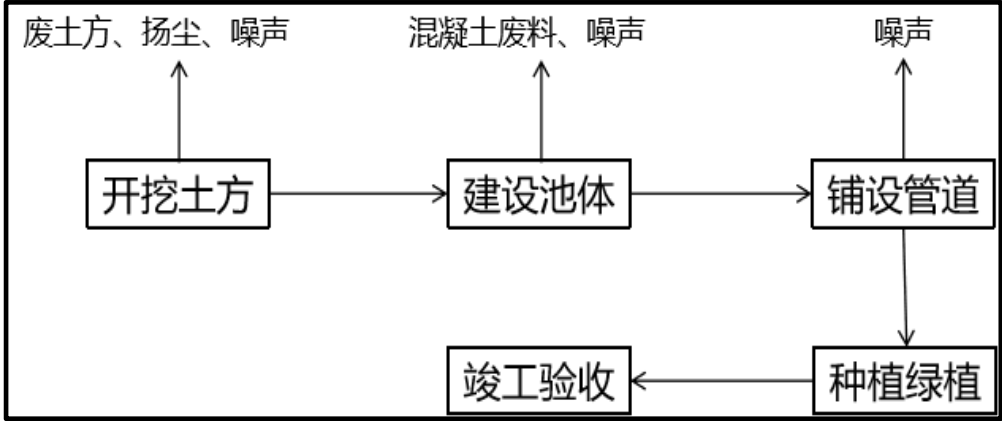 废土方、扬尘、噪声
混凝土废料、噪声
噪声
开挖土方
建设池体
铺设管道
竣工验收
种植绿植